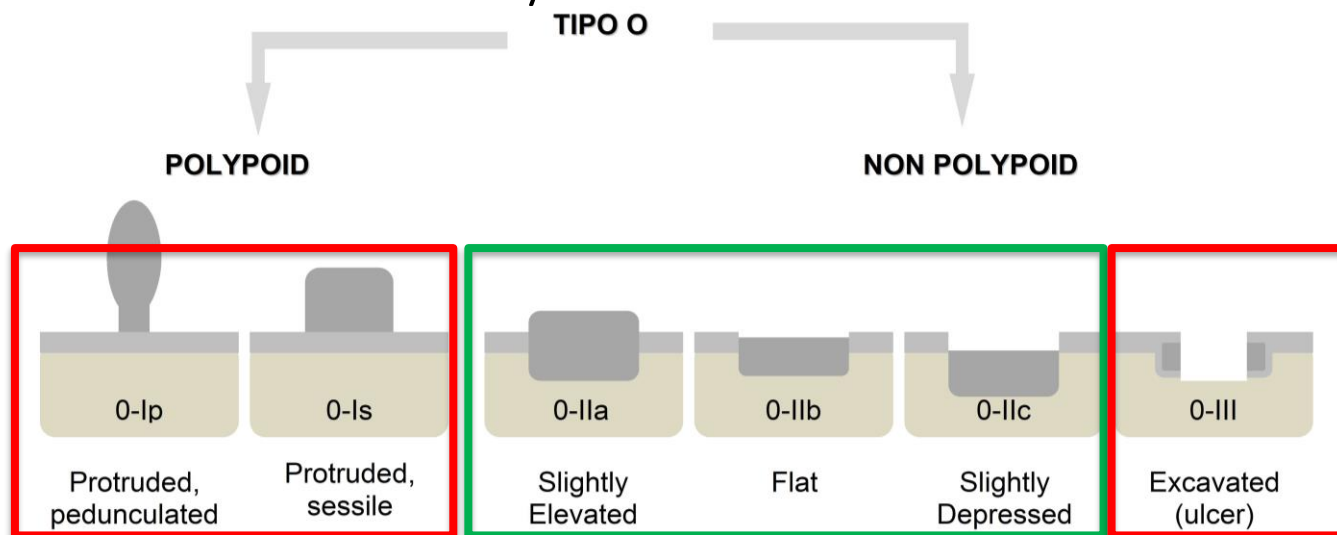 TIPO O
POLYPOID
NON POLYPOID
0-Ip
0-Is
0-IIa
0-IIb
0-IIc
0-III
Protruded,
pedunculated
Protruded,
sessile
Slightly
Elevated
Flat
Slightly
Depressed
Excavated
(ulcer)